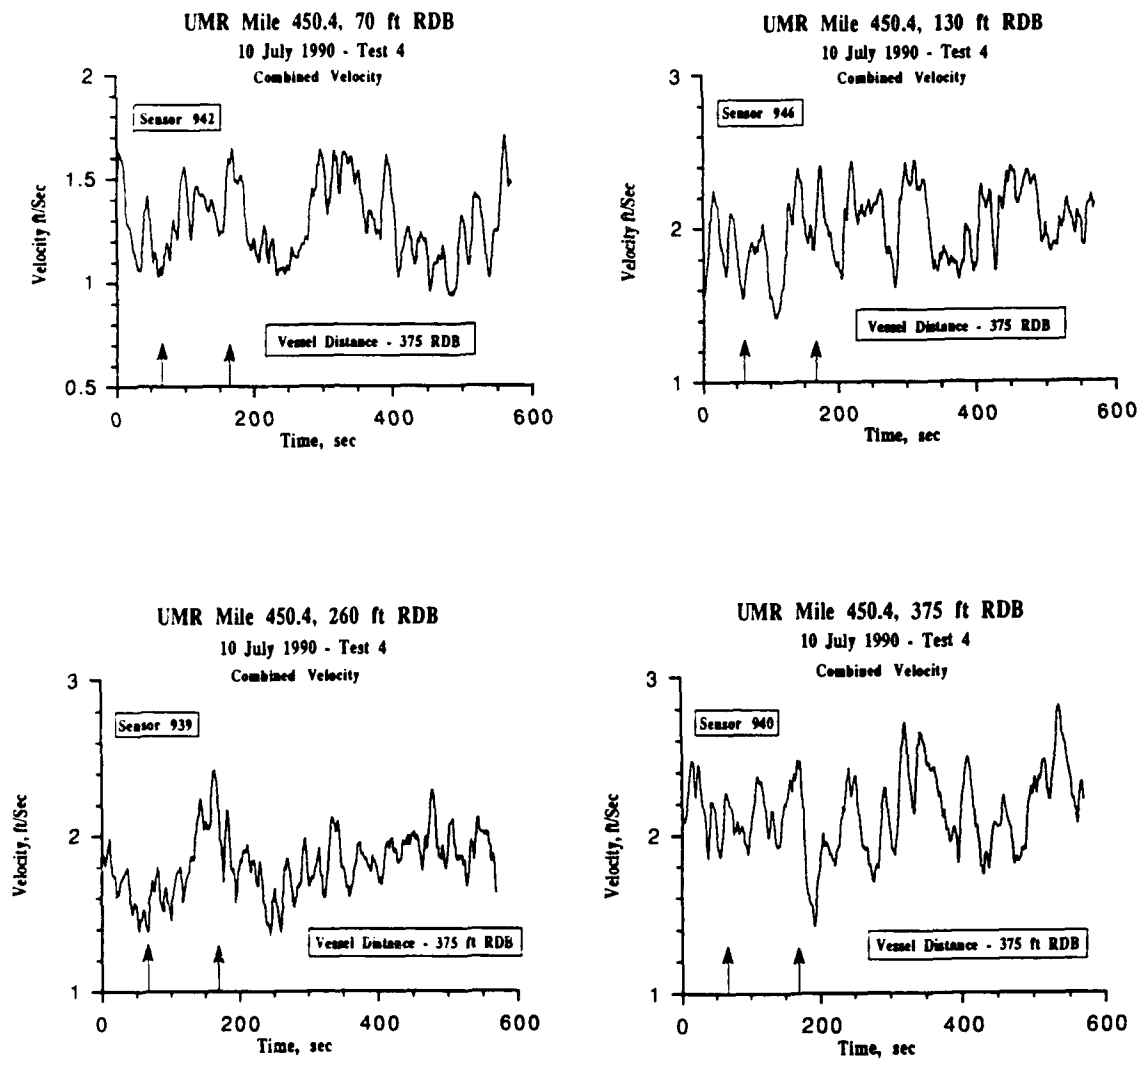 UMR Mile 450.4, 70 ft RDB
10 July 1990 - Test 4
Combined Velocity
2
1.5
1
0.5
Velocity ft/Sec
Sensor 942
Vessel Distance - 375 RDB
0
200
400
600
Time, sec
UMR Mile 450.4, 130 ft RDB
10 July 1990 - Test 4
Combined Velocity
3
2
1
Velocity ft/Sec
Sensor 946
Vessel Distance - 375 RDB
0
200
400
600
Time, sec
UMR Mile 450.4, 260 ft RDB
10 July 1990 - Test 4
Combined Velocity
3
2
1
Velocity, ft/Sec
Sensor 939
Vessel Distance - 375 ft RDB
0
200
400
600
Time, sec
UMR Mile 450.4, 375 ft RDB
10 July 1990 - Test 4
Combined Velocity
3
2
1
Velocity, ft/Sec
Sensor 940
Vessel Distance - 375 ft RDB
0
200
400
600
Time, sec